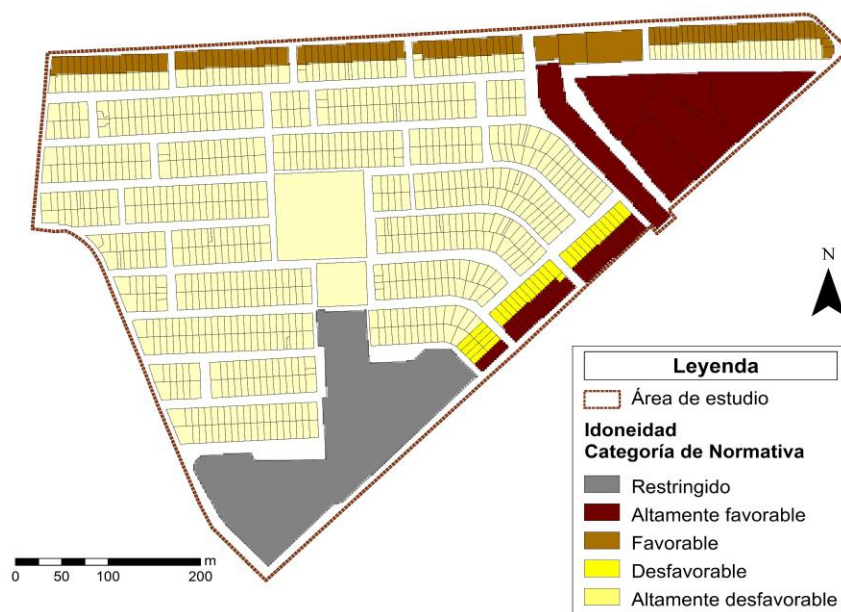 N
Leyenda
Área de estudio
Idoneidad
Categoría de Normativa
Restringido
Altamente favorable
Favorable
Desfavorable
Altamente desfavorable
m
0 50 100 200